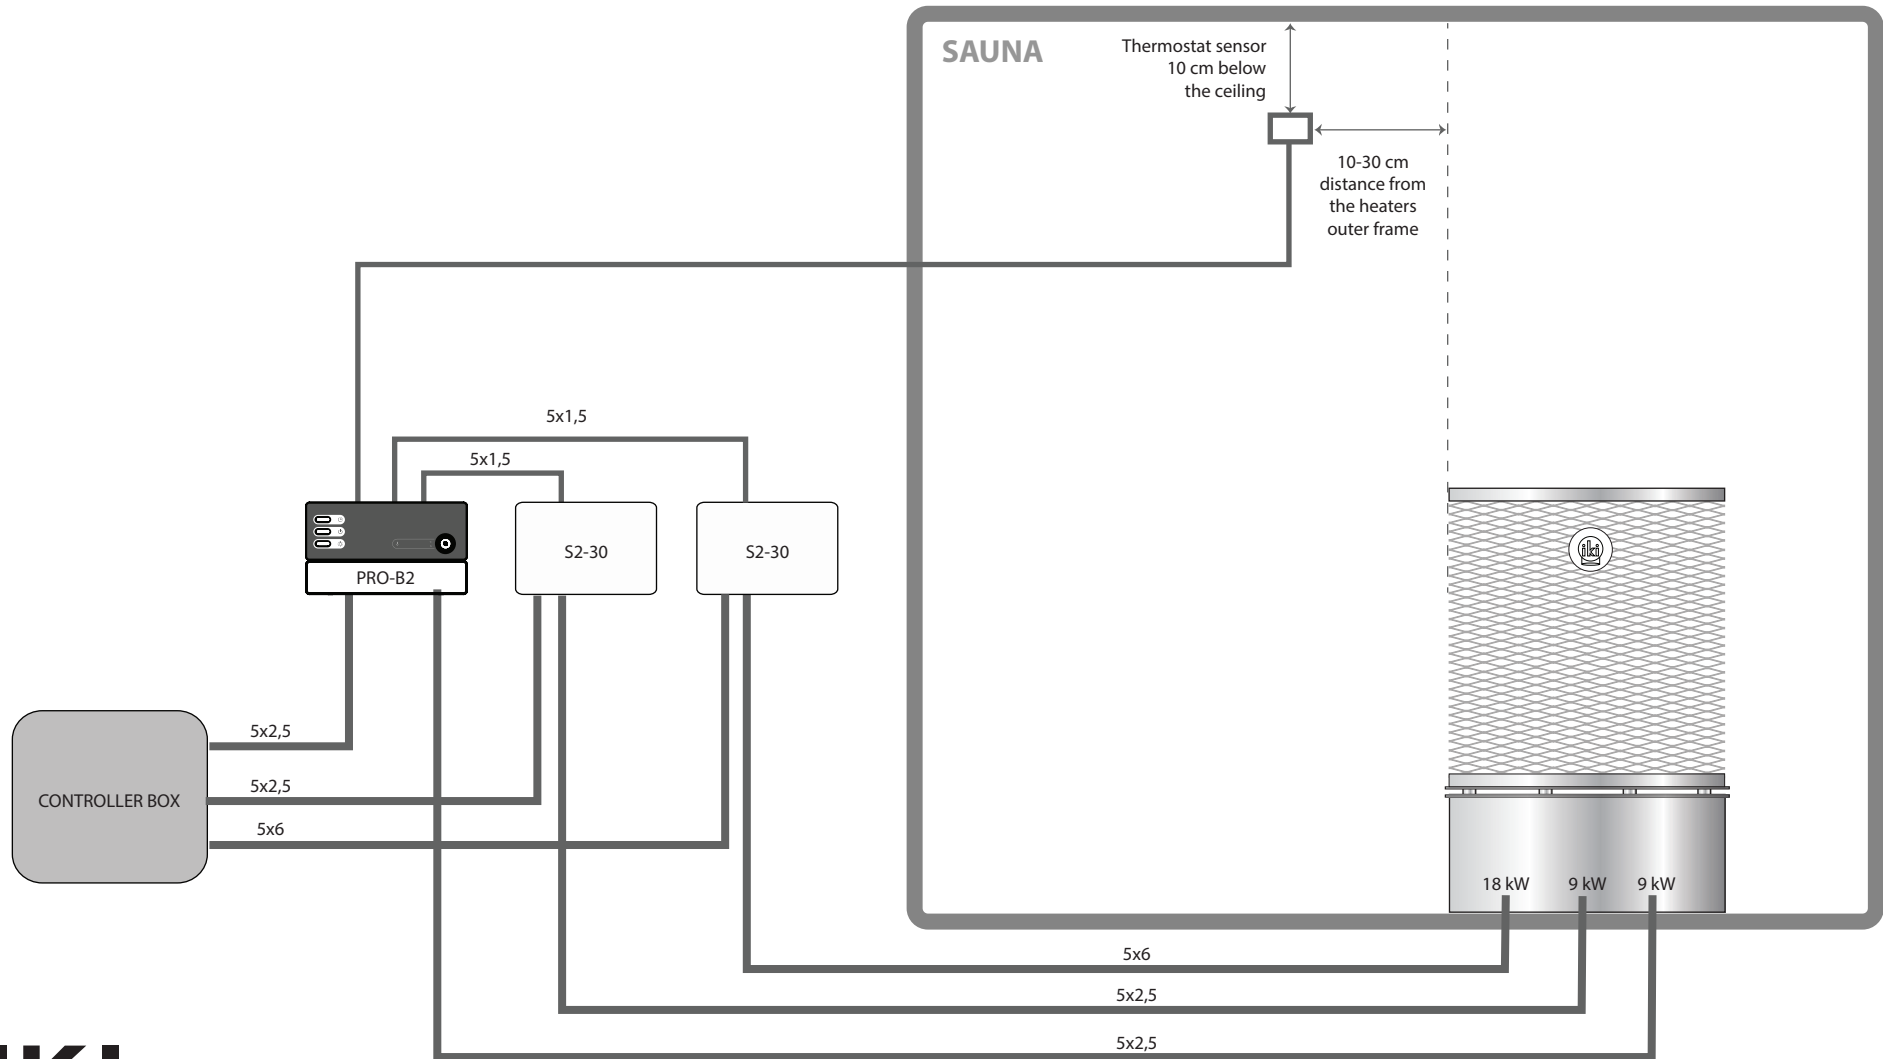 SAUNA
Thermostat sensor
10 cm below
the ceiling
10-30 cm
distance from
the heaters
outer frame
5x1,5
5x1,5
S2-30
S2-30
PRO-B2
5x2,5
5x2,5
CONTROLLER BOX
5x6
iki
18 kW
9 kW
9 kW
5x6
5x2,5
5x2,5